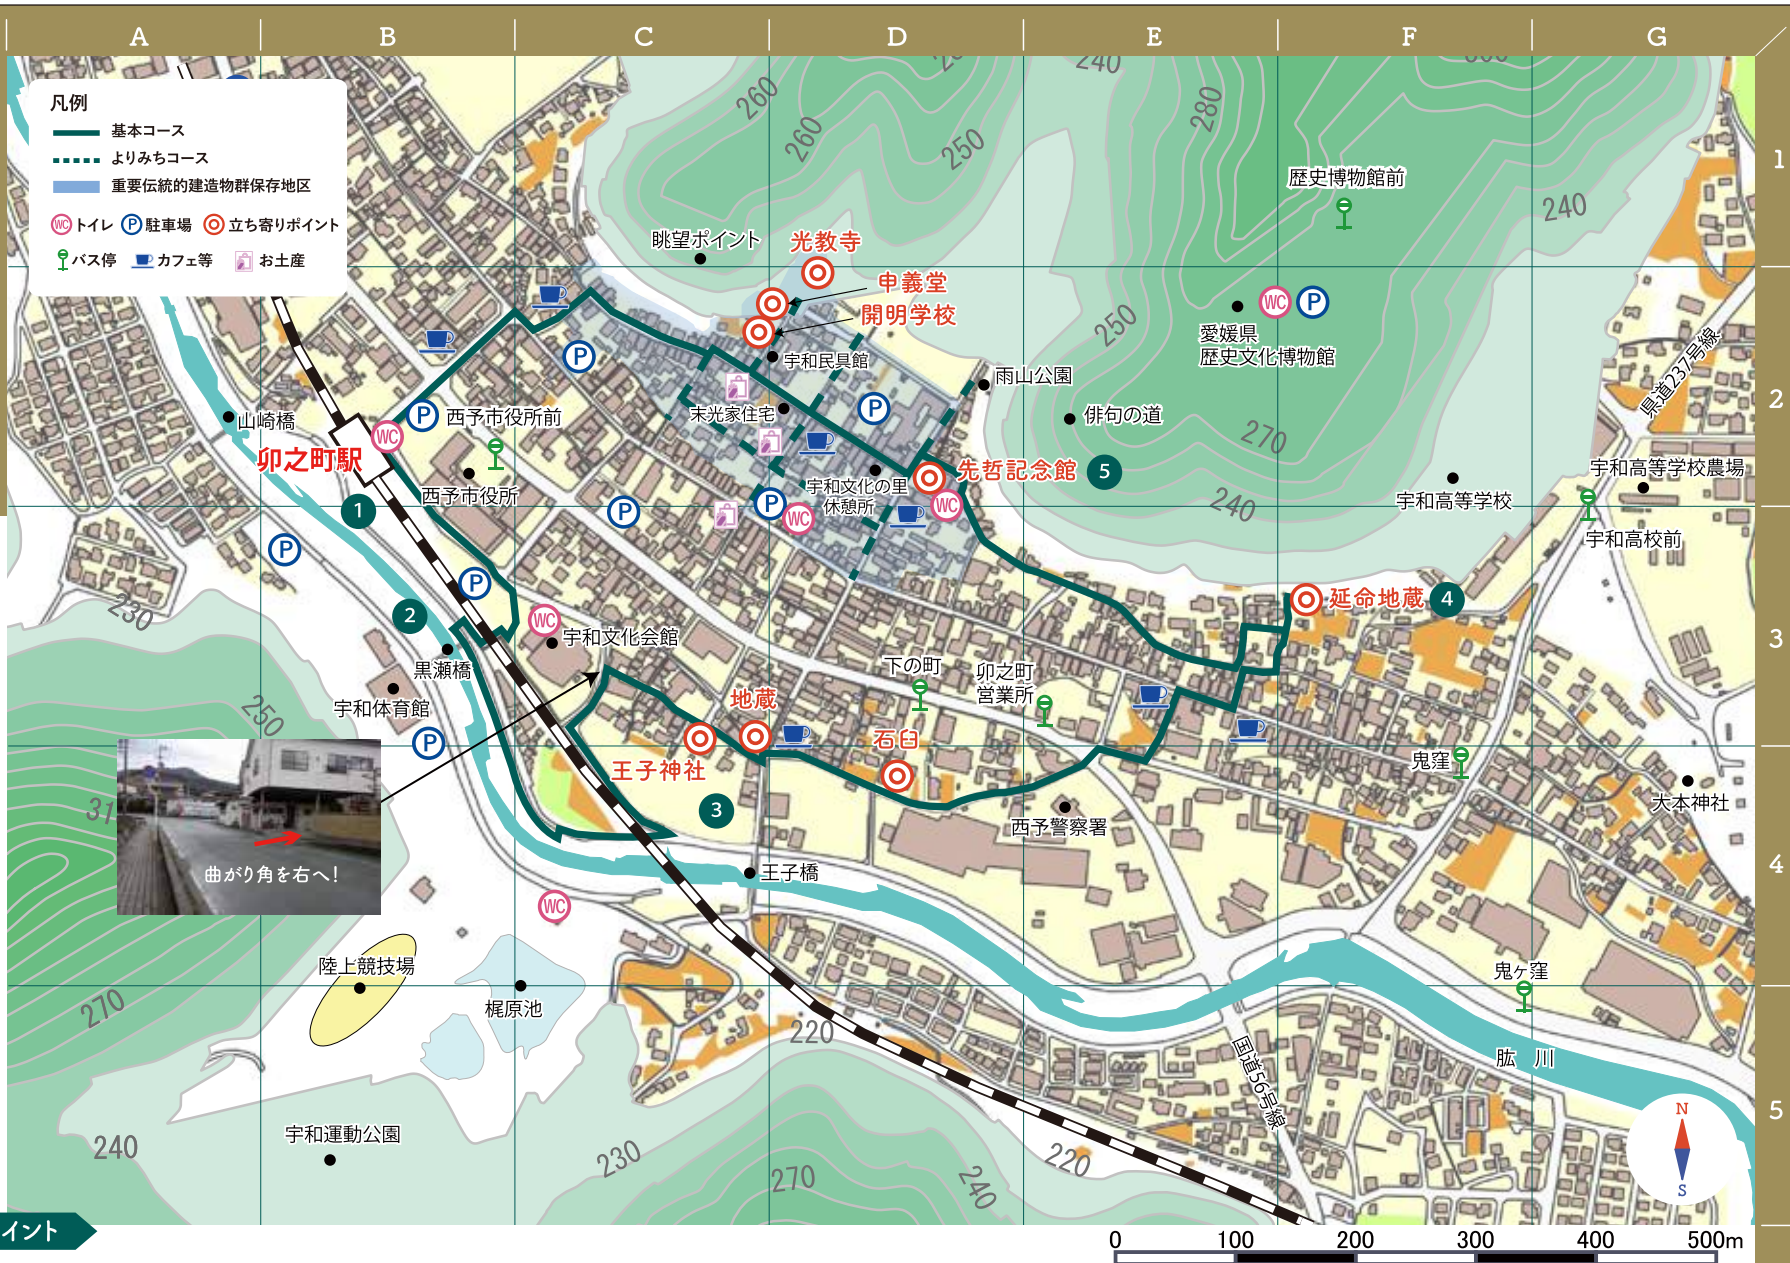 A B C D E F G
1
2
3
4
5
凡例
基本コース
よりみちコース
重要伝統的建造物群保存地区
WC トイレ P 駐車場 立ち寄りポイント
バス停 カフェ等 お土産
260
260
250
240
280
240
歴史博物館前
眺望ポイント
光教寺
申義堂
開明学校
宇和民具館
愛媛県
歴史文化博物館
WC P
250
県道237号線
P
雨山公園
俳句の道
末光家住宅
P
山崎橋
P
西予市役所前
WC
卯之町駅
西予市役所
270
先哲記念館 5
宇和文化の里
休憩所
宇和高等学校
宇和高等学校農場
宇和高校前
240
1
P
P
P
WC
WC
230
P
2
WC
宇和文化会館
延命地蔵 4
黒瀬橋
宇和体育館
下の町
卯之町
営業所
地蔵
250
P
石臼
王子神社
鬼窪
大本神社
31
3
西予警察署
曲がり角を右へ!
王子橋
WC
陸上競技場
梶原池
鬼ヶ窪
270
220
国道56号線
肱 川
宇和運動公園
240
230
270
240
220
N
S
イント
0 100 200 300 400 500m